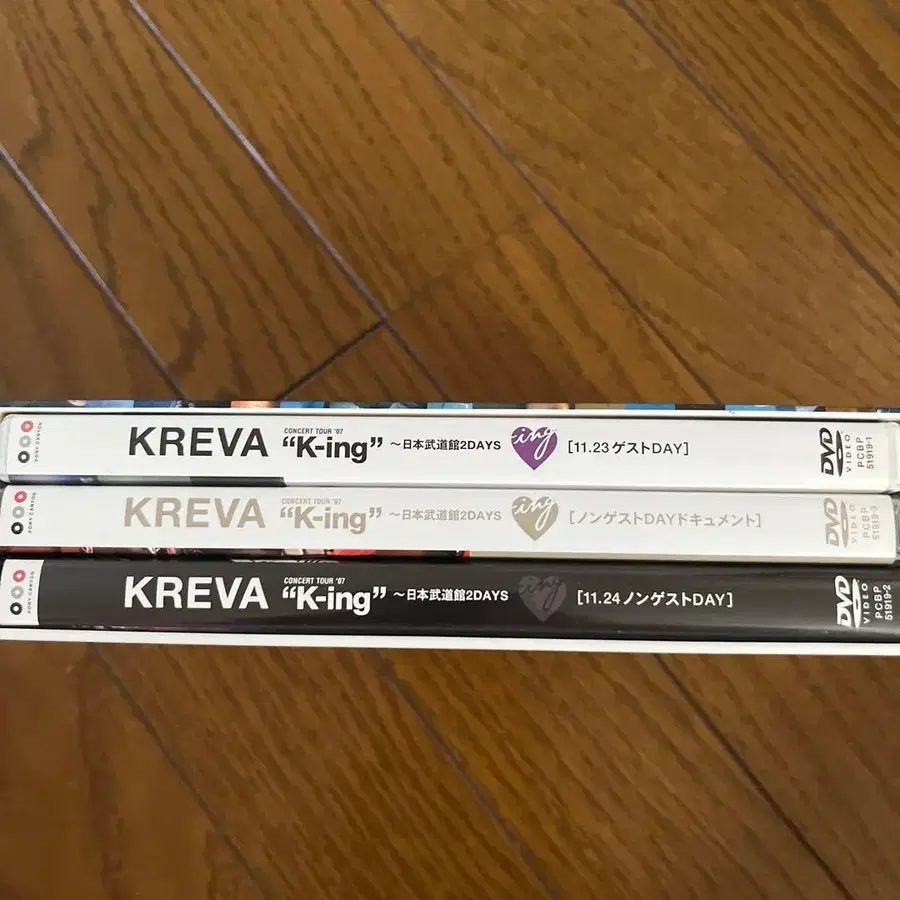 PONY CANYON KREVA CONCERT TOUR '07 “K-ing” ～日本武道館2DAYS ing [11.23 ゲストDAY] DVD VIDEO PCBP 51919-1
PONY CANYON KREVA CONCERT TOUR '07 “K-ing” ～日本武道館2DAYS ing [ノンゲストDAYドキュメント] DVD VIDEO PCBP 51919-3
PONY CANYON KREVA CONCERT TOUR '07 “K-ing” ～日本武道館2DAYS ing [11.24 ノンゲストDAY] DVD VIDEO PCBP 51919-2